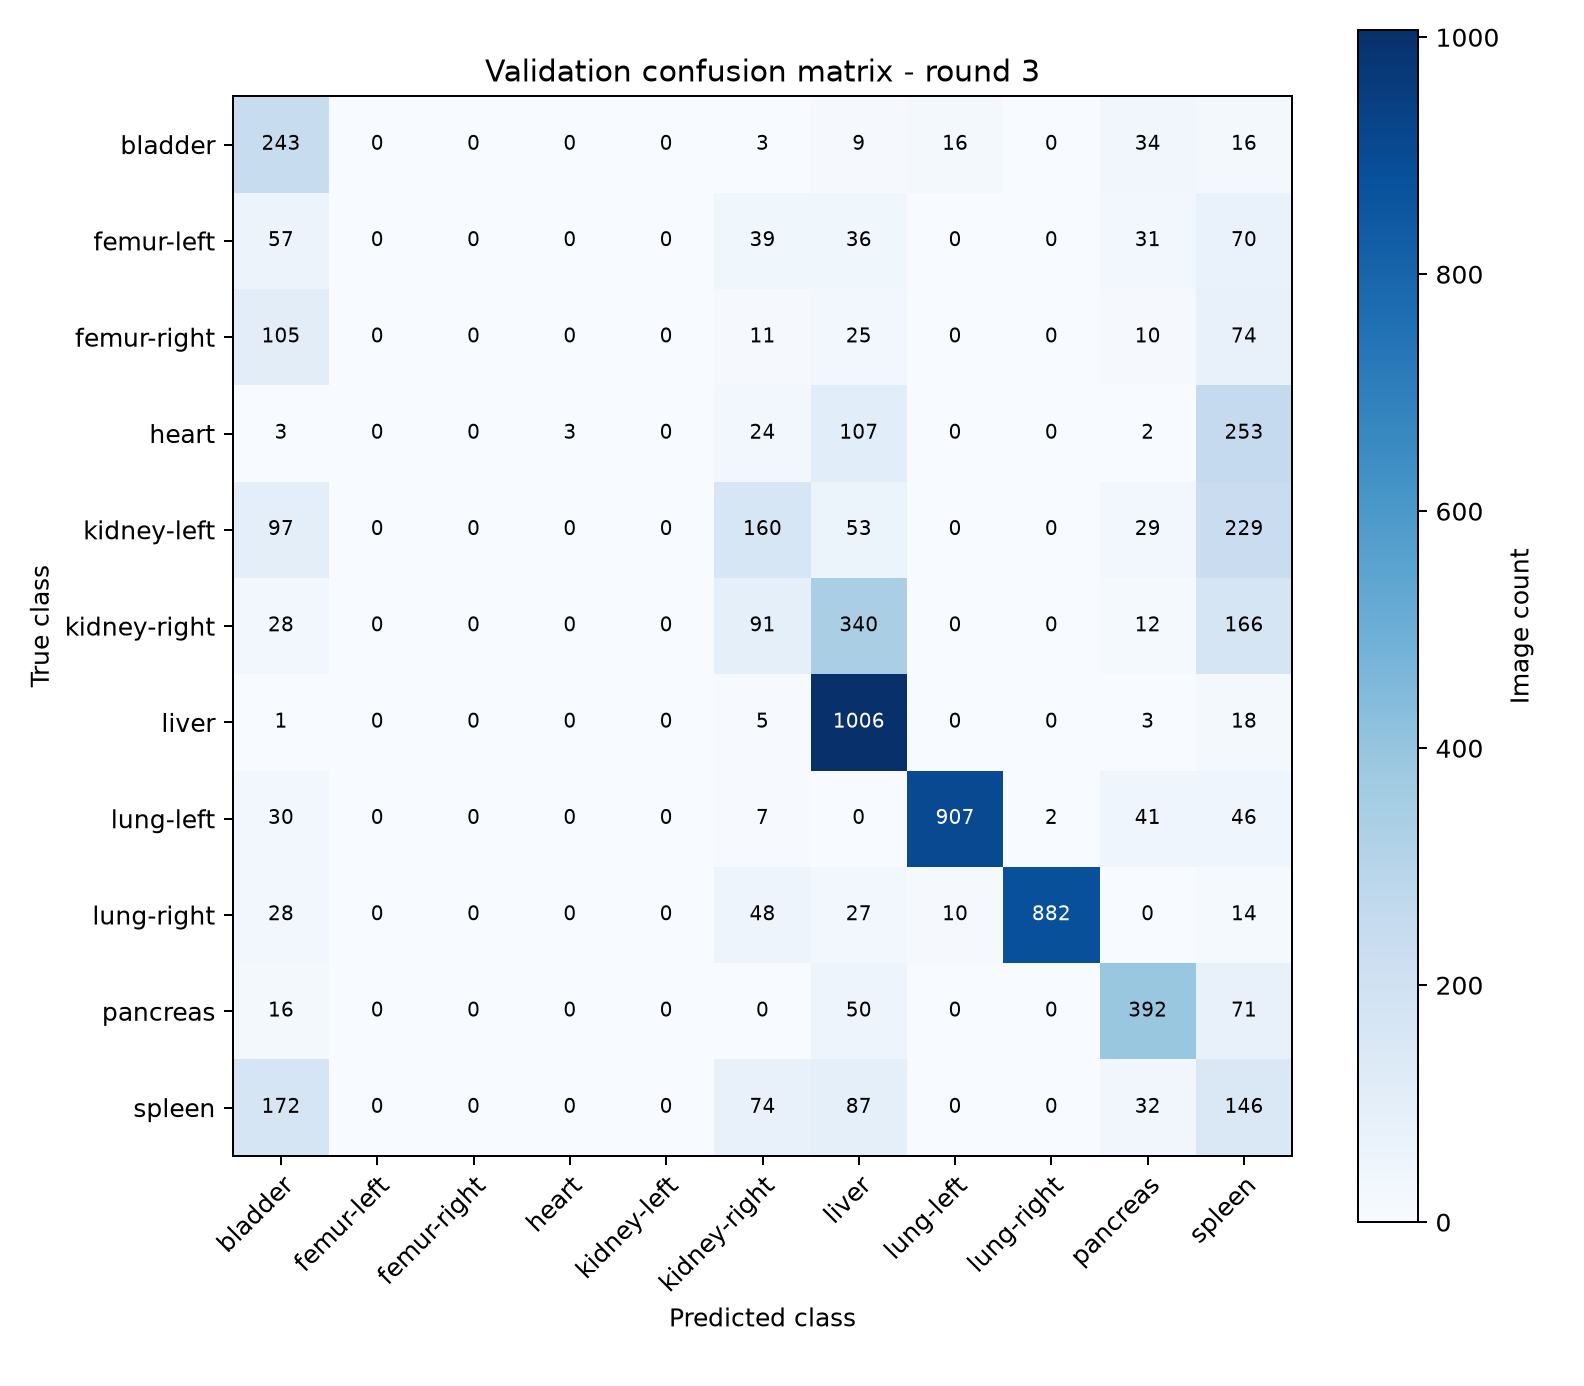 Validation confusion matrix - round 3
bladder 243 0 0 0 0 3 9 16 0 34 16
femur-left 57 0 0 0 0 39 36 0 0 31 70
femur-right 105 0 0 0 0 11 25 0 0 10 74
heart 3 0 0 3 0 24 107 0 0 2 253
kidney-left 97 0 0 0 0 160 53 0 0 29 229
kidney-right 28 0 0 0 0 91 340 0 0 12 166
liver 1 0 0 0 0 5 1006 0 0 3 18
lung-left 30 0 0 0 0 7 0 907 2 41 46
lung-right 28 0 0 0 0 48 27 10 882 0 14
pancreas 16 0 0 0 0 0 50 0 0 392 71
spleen 172 0 0 0 0 74 87 0 0 32 146
True class
bladder femur-left femur-right heart kidney-left kidney-right liver lung-left lung-right pancreas spleen
Predicted class
1000
800
600
400
200
0
Image count